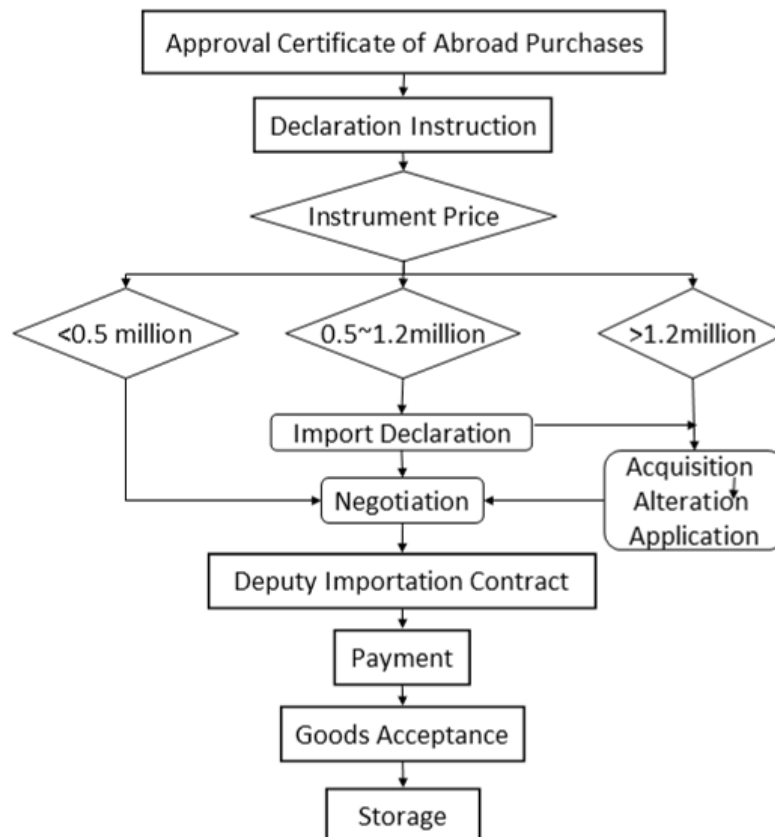 Approval Certificate of Abroad Purchases
Declaration Instruction
Instrument Price
<0.5 million
0.5~1.2million
>1.2million
Import Declaration
Acquisition
Alteration
Application
Negotiation
Deputy Importation Contract
Payment
Goods Acceptance
Storage